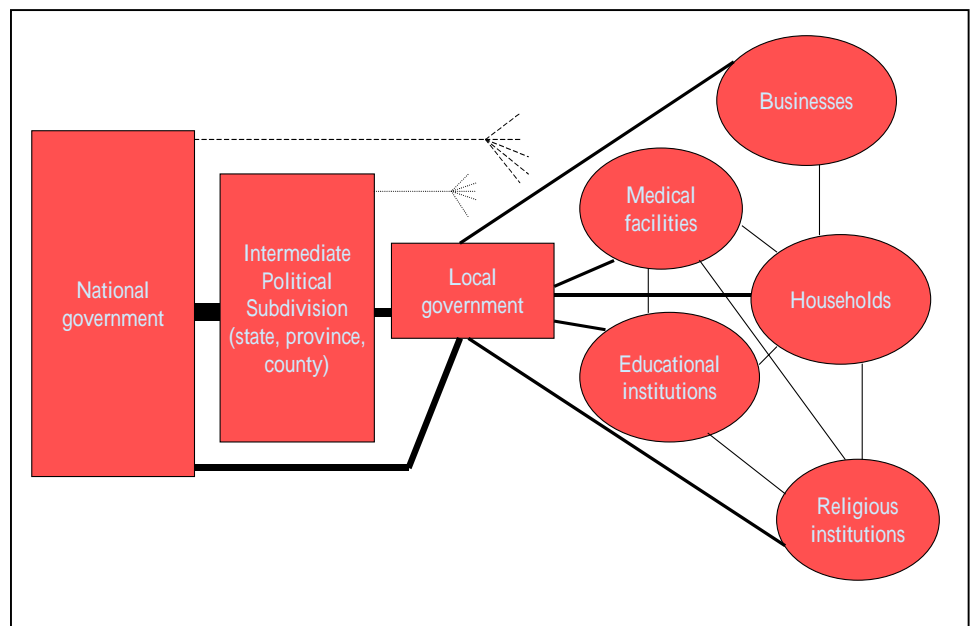 National
government
Intermediate
Political
Subdivision
(state, province,
county)
Local
government
Businesses
Medical
facilities
Households
Educational
institutions
Religious
institutions